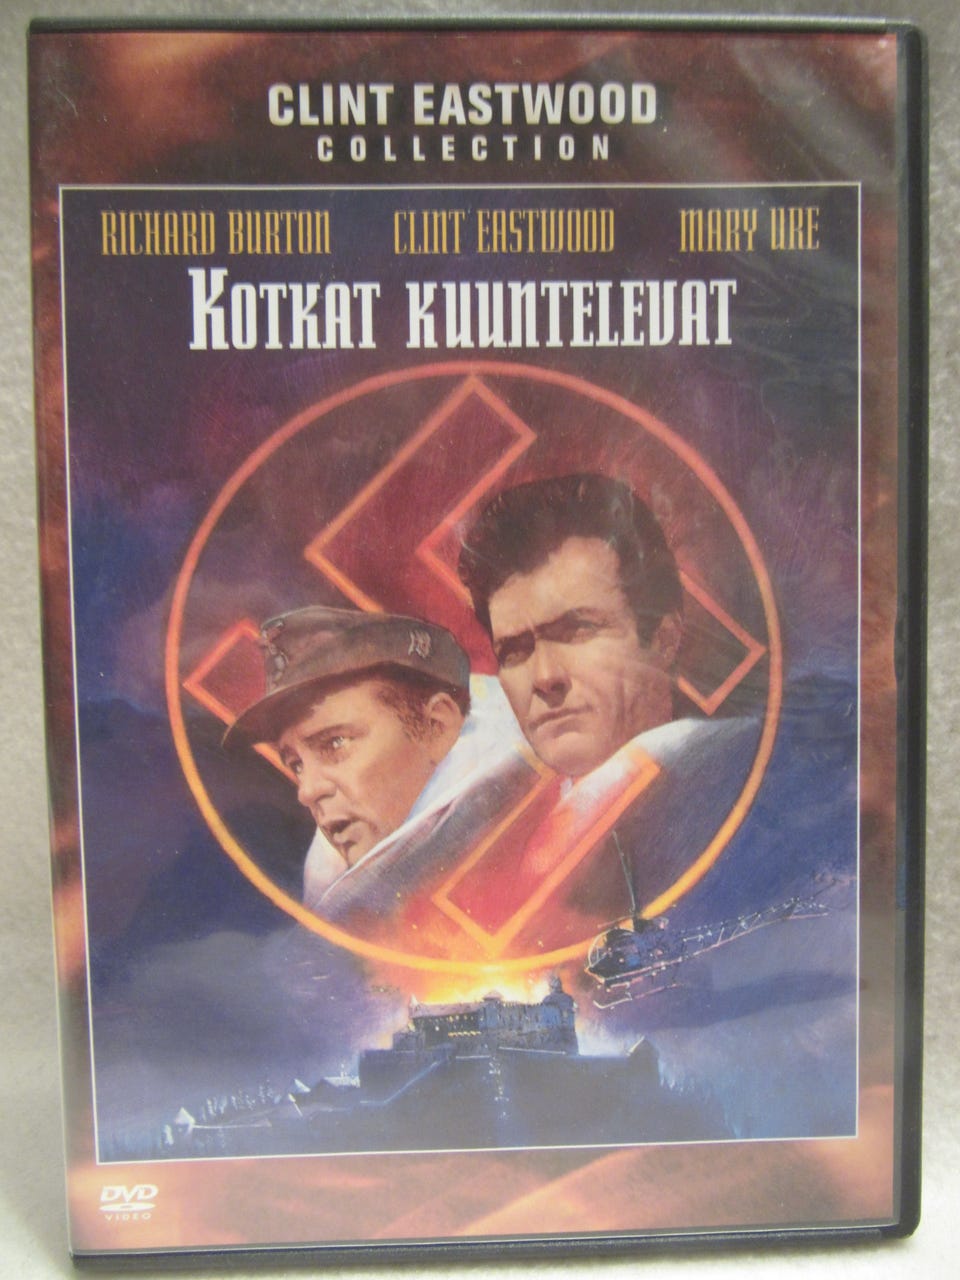 CLINT EASTWOOD
COLLECTION
RICHARD BURTON CLINT EASTWOOD MARY URE
KOTKAT KUUNTELEVAT
DVD
VIDEO